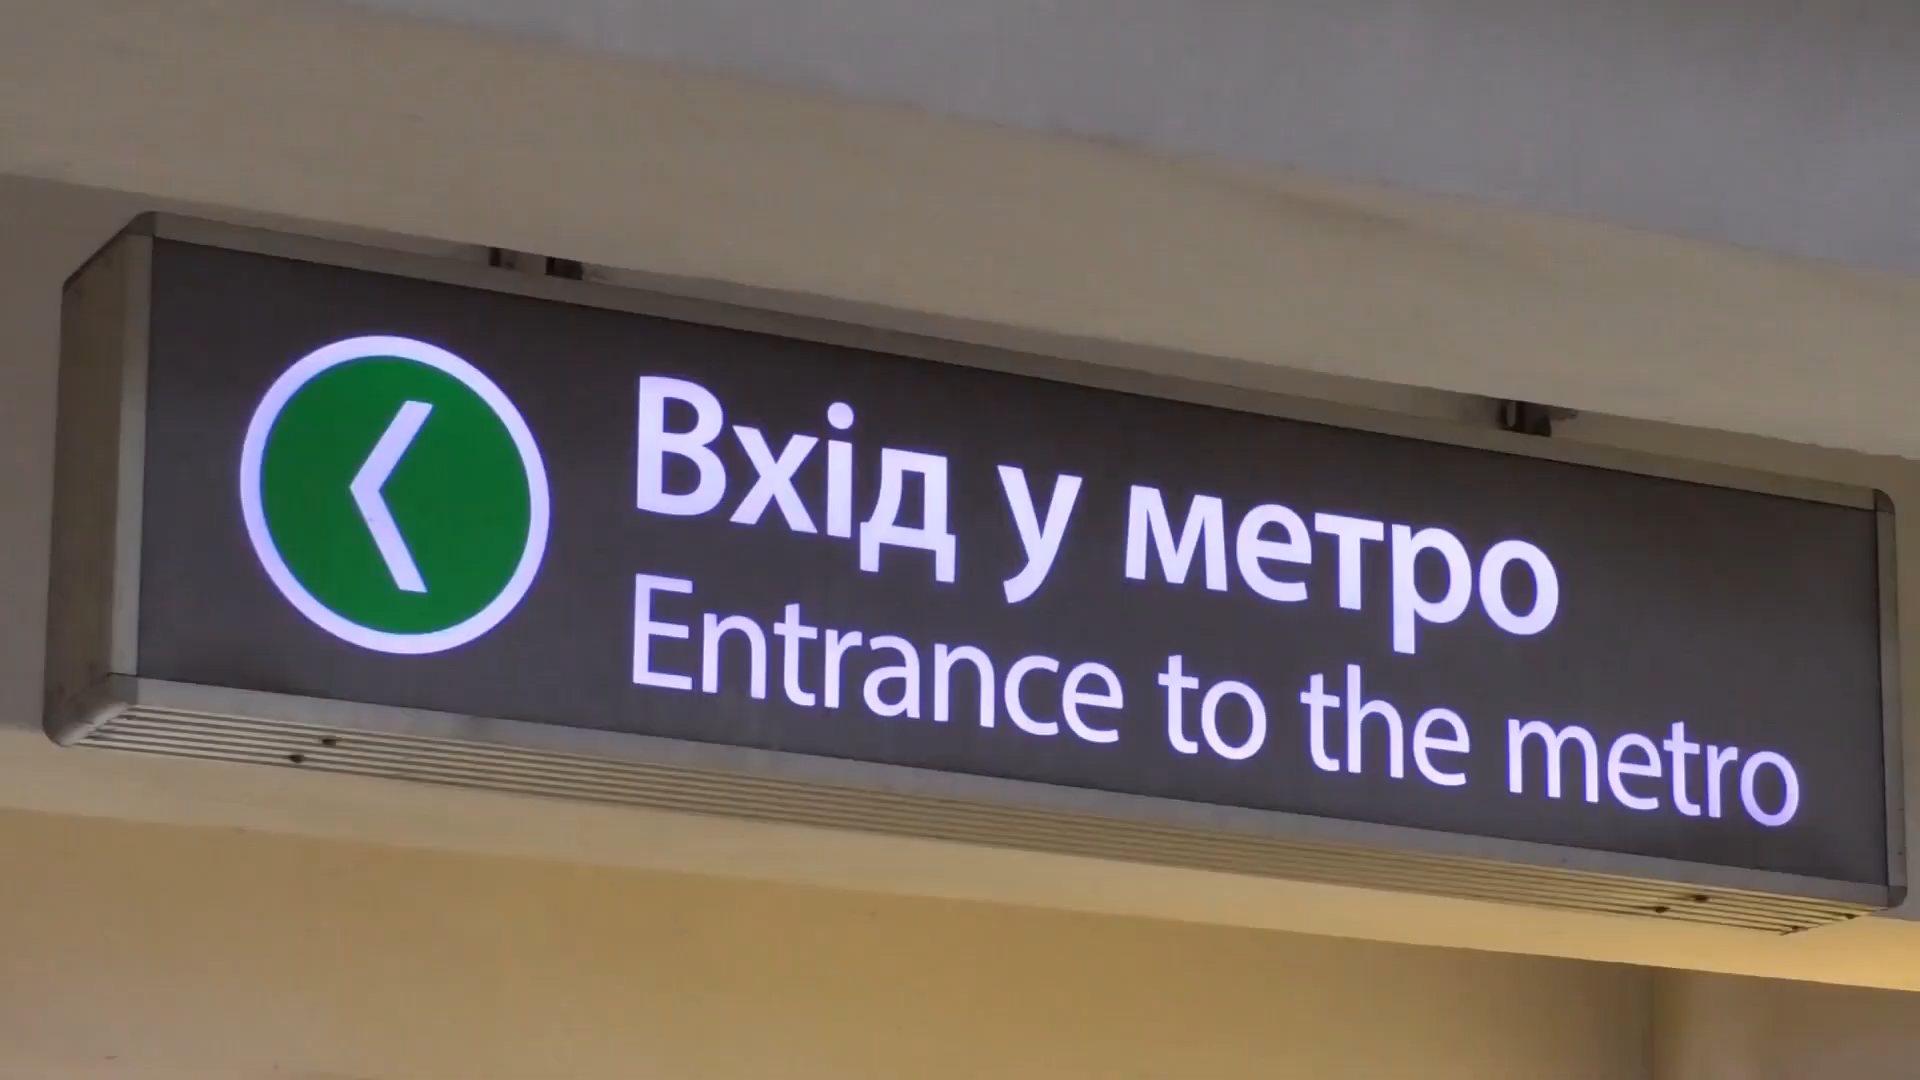 Вхід у метро
Entrance to the metro